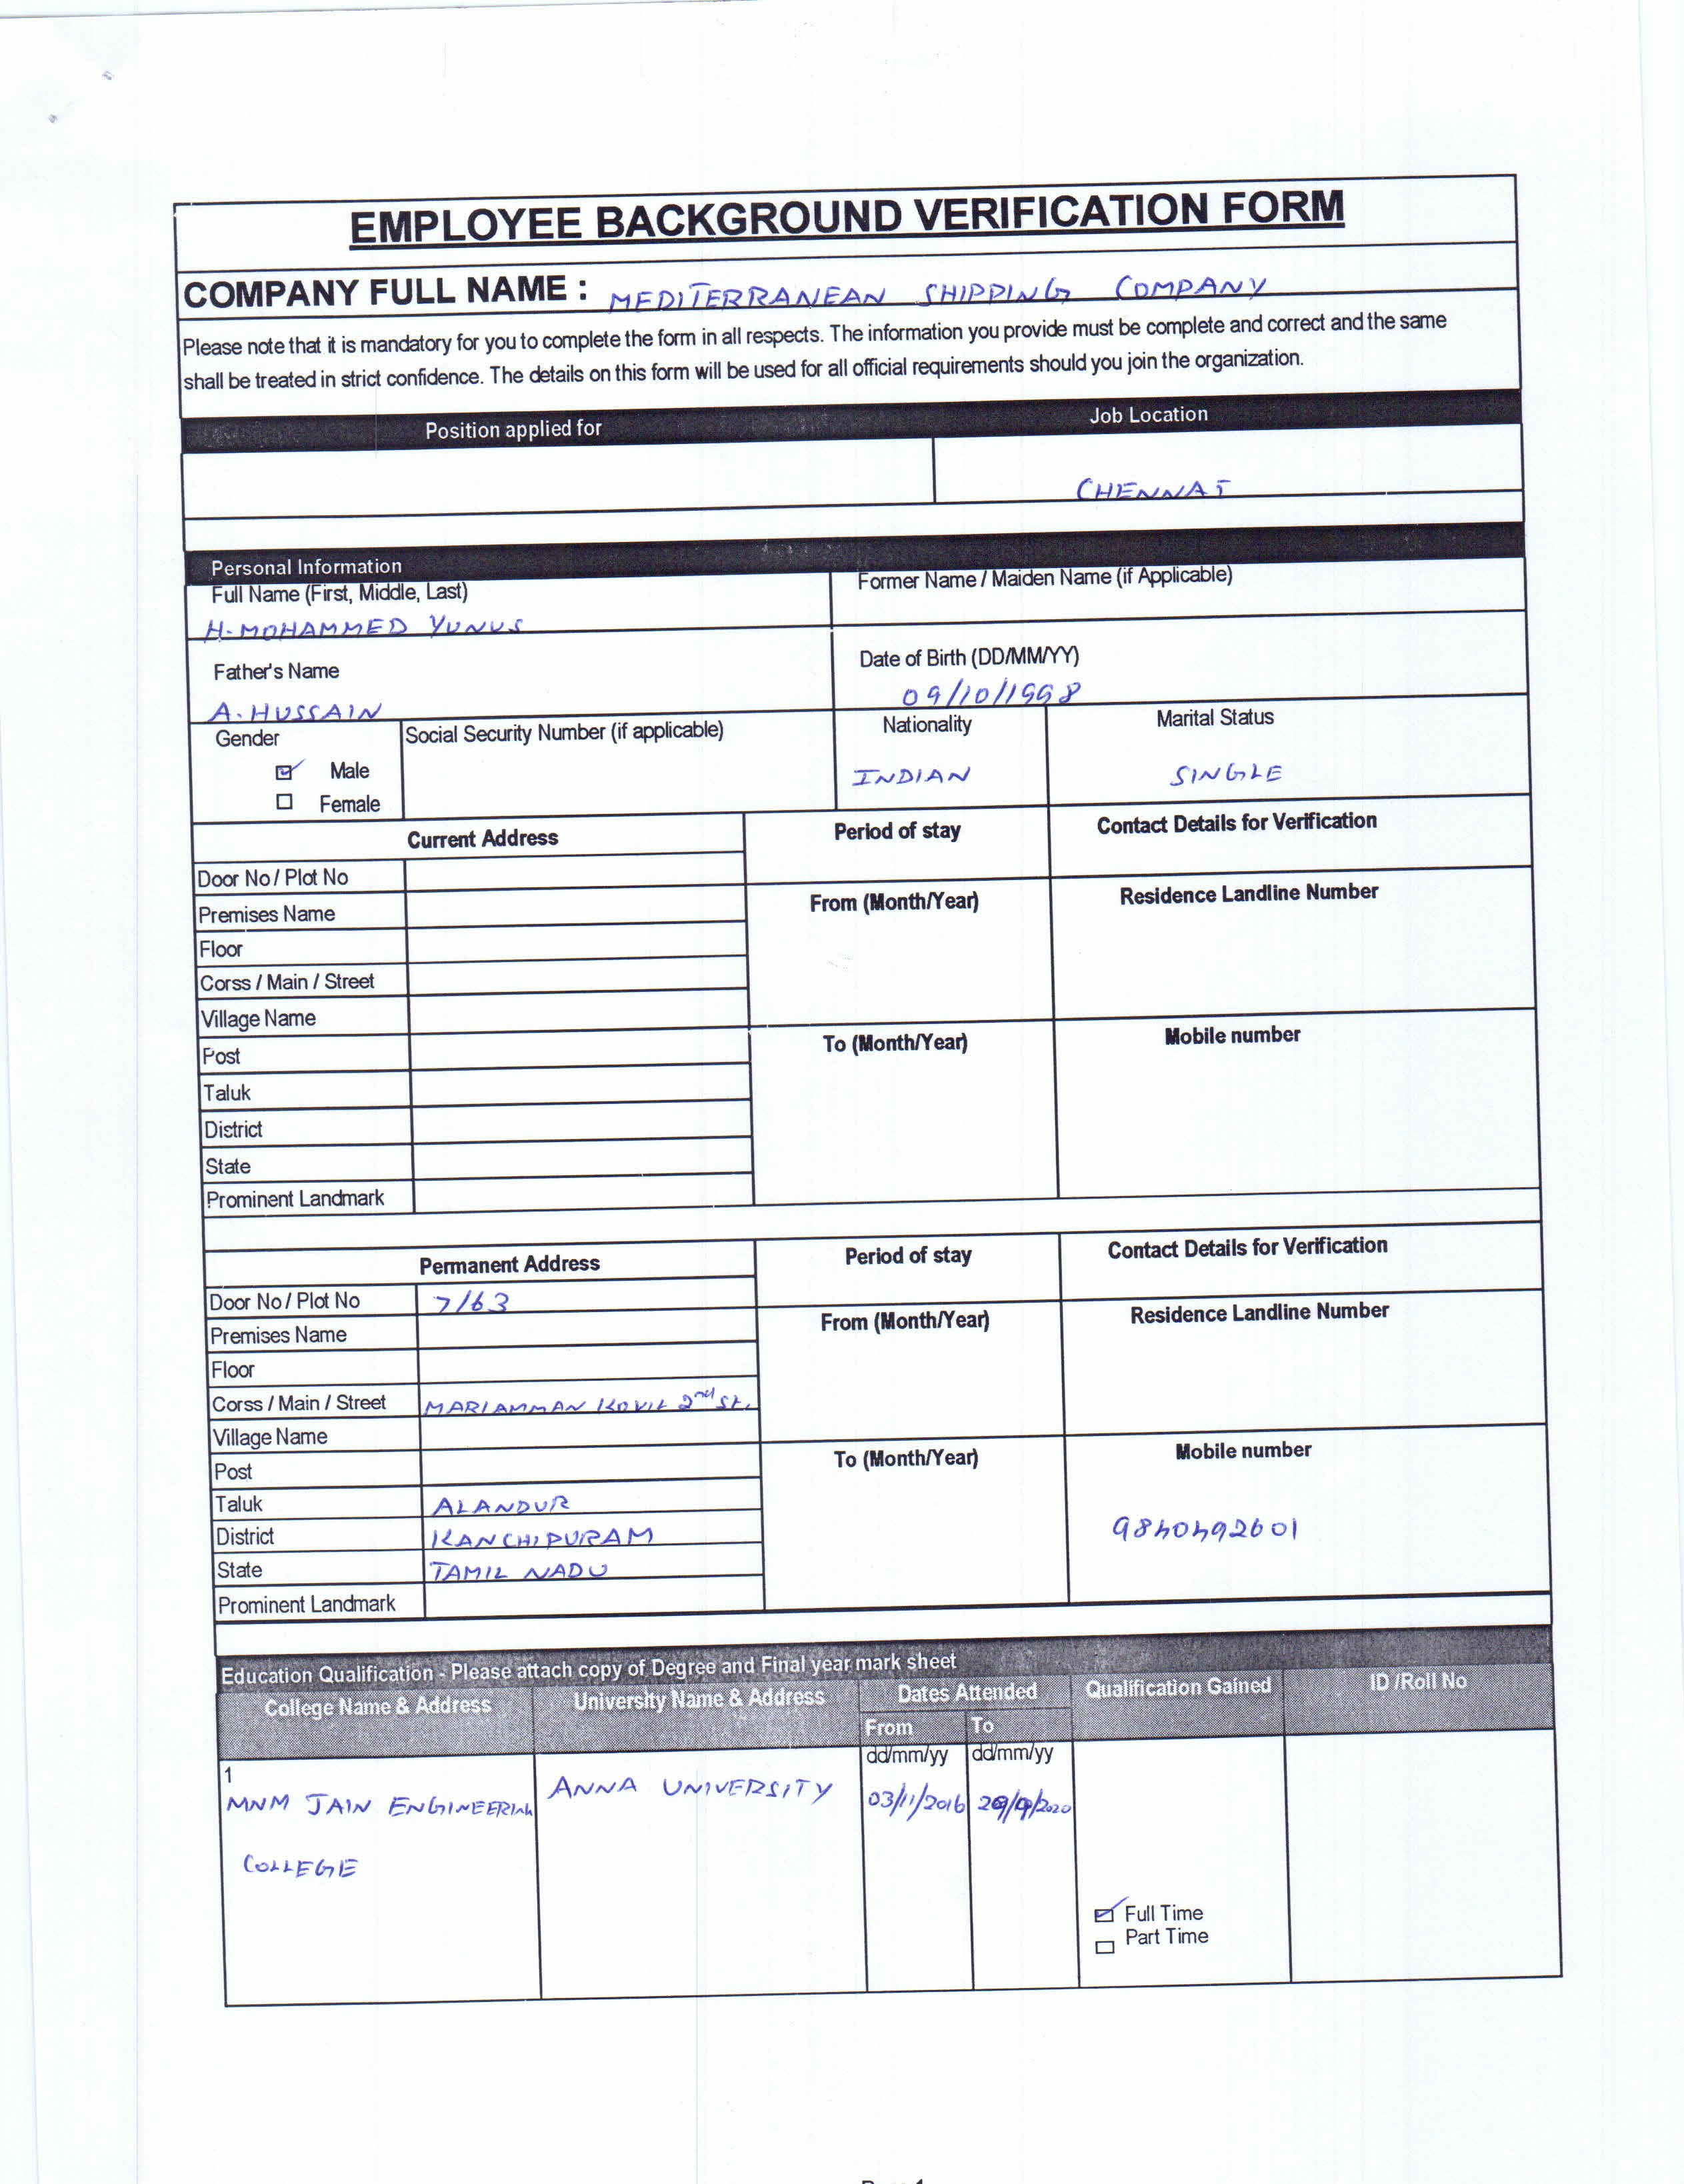 EMPLOYEE BACKGROUND VERIFICATION FORM
COMPANY FULL NAME : MEDITERRANEAN SHIPPING COMPANY
Please note that it is mandatory for you to complete the form in all respects. The information you provide must be complete and correct and the same
shall be treated in strict confidence. The details on this form will be used for all official requirements should you join the organization.
Position applied for Job Location
CHENNAI
Personal Information
Full Name (First, Middle, Last) Former Name / Maiden Name (if Applicable)
H. MOHAMMED YUNUS
Father's Name Date of Birth (DD/MM/YY)
A. HUSSAIN 09/10/1998
Gender Social Security Number (if applicable) Nationality Marital Status
Male INDIAN SINGLE
Female
Current Address Period of stay Contact Details for Verification
Door No / Plot No
Premises Name From (Month/Year) Residence Landline Number
Floor
Corss / Main / Street
Village Name
Post To (Month/Year) Mobile number
Taluk
District
State
Prominent Landmark
Permanent Address Period of stay Contact Details for Verification
Door No / Plot No 7/63
Premises Name From (Month/Year) Residence Landline Number
Floor
Corss / Main / Street MARIAMMAN KOVIL 2nd St.
Village Name
Post To (Month/Year) Mobile number
Taluk ALANDUR
District KANCHIPURAM 9840492601
State TAMIL NADU
Prominent Landmark
Education Qualification - Please attach copy of Degree and Final year mark sheet
College Name & Address University Name & Address Dates Attended Qualification Gained ID /Roll No
From To
dd/mm/yy dd/mm/yy
1
MNM JAIN ENGINEERING ANNA UNIVERSITY 03/11/2016
COLLEGE
Full Time
Part Time